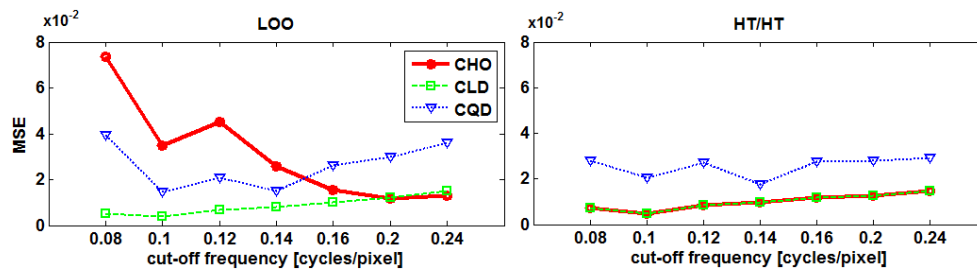 x10-2
LOO
8
6
4
2
0
MSE
CHO
CLD
CQD
0.08 0.1 0.12 0.14 0.16 0.2 0.24
cut-off frequency [cycles/pixel]
x10-2
HT/HT
8
6
4
2
0
0.08 0.1 0.12 0.14 0.16 0.2 0.24
cut-off frequency [cycles/pixel]